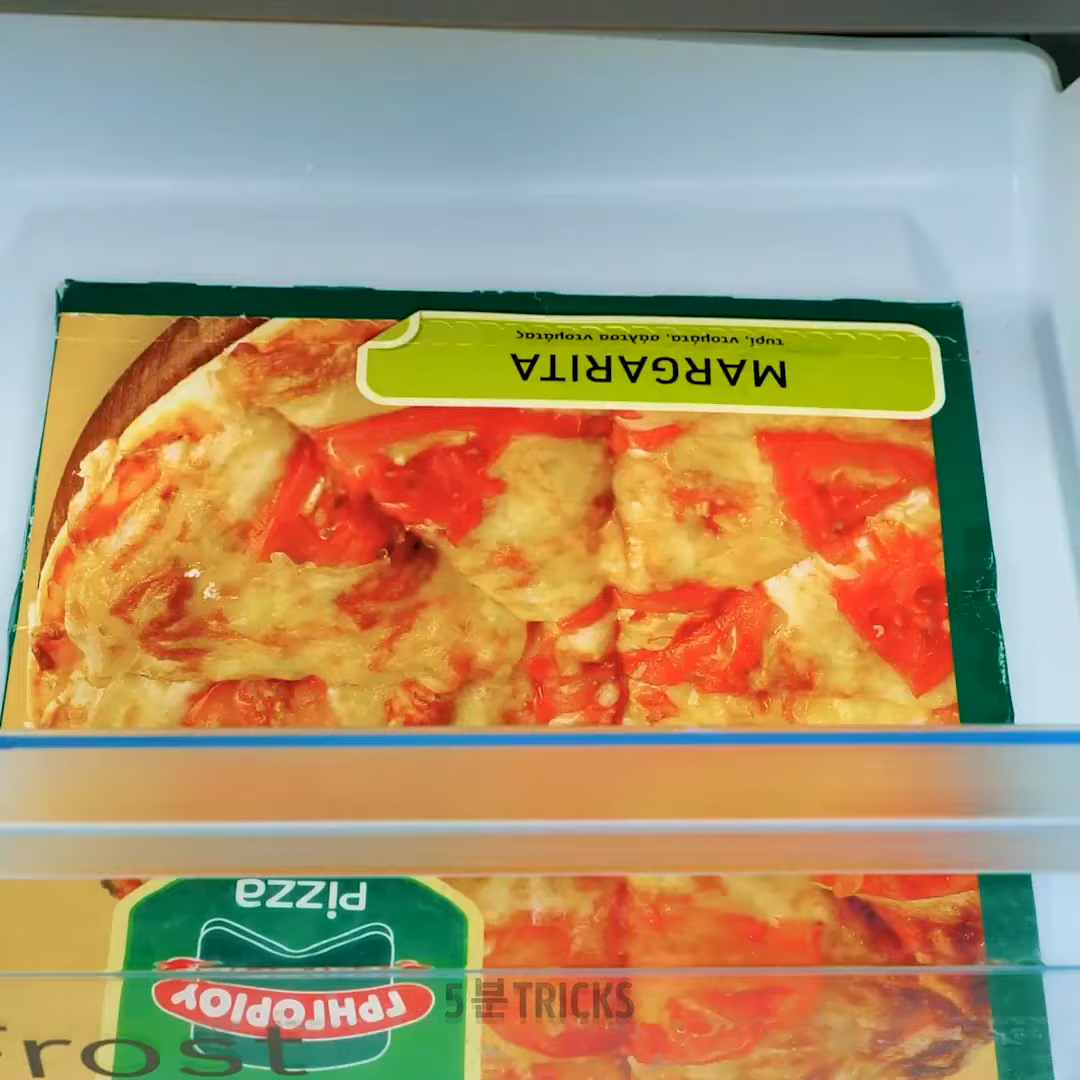 MARGARITA
τυρί, ντομάτα, σάλτσα ντομάτας
pizza
ΓΡΗΓΟΡΙΟΥ
5분 TRICKS
Frost